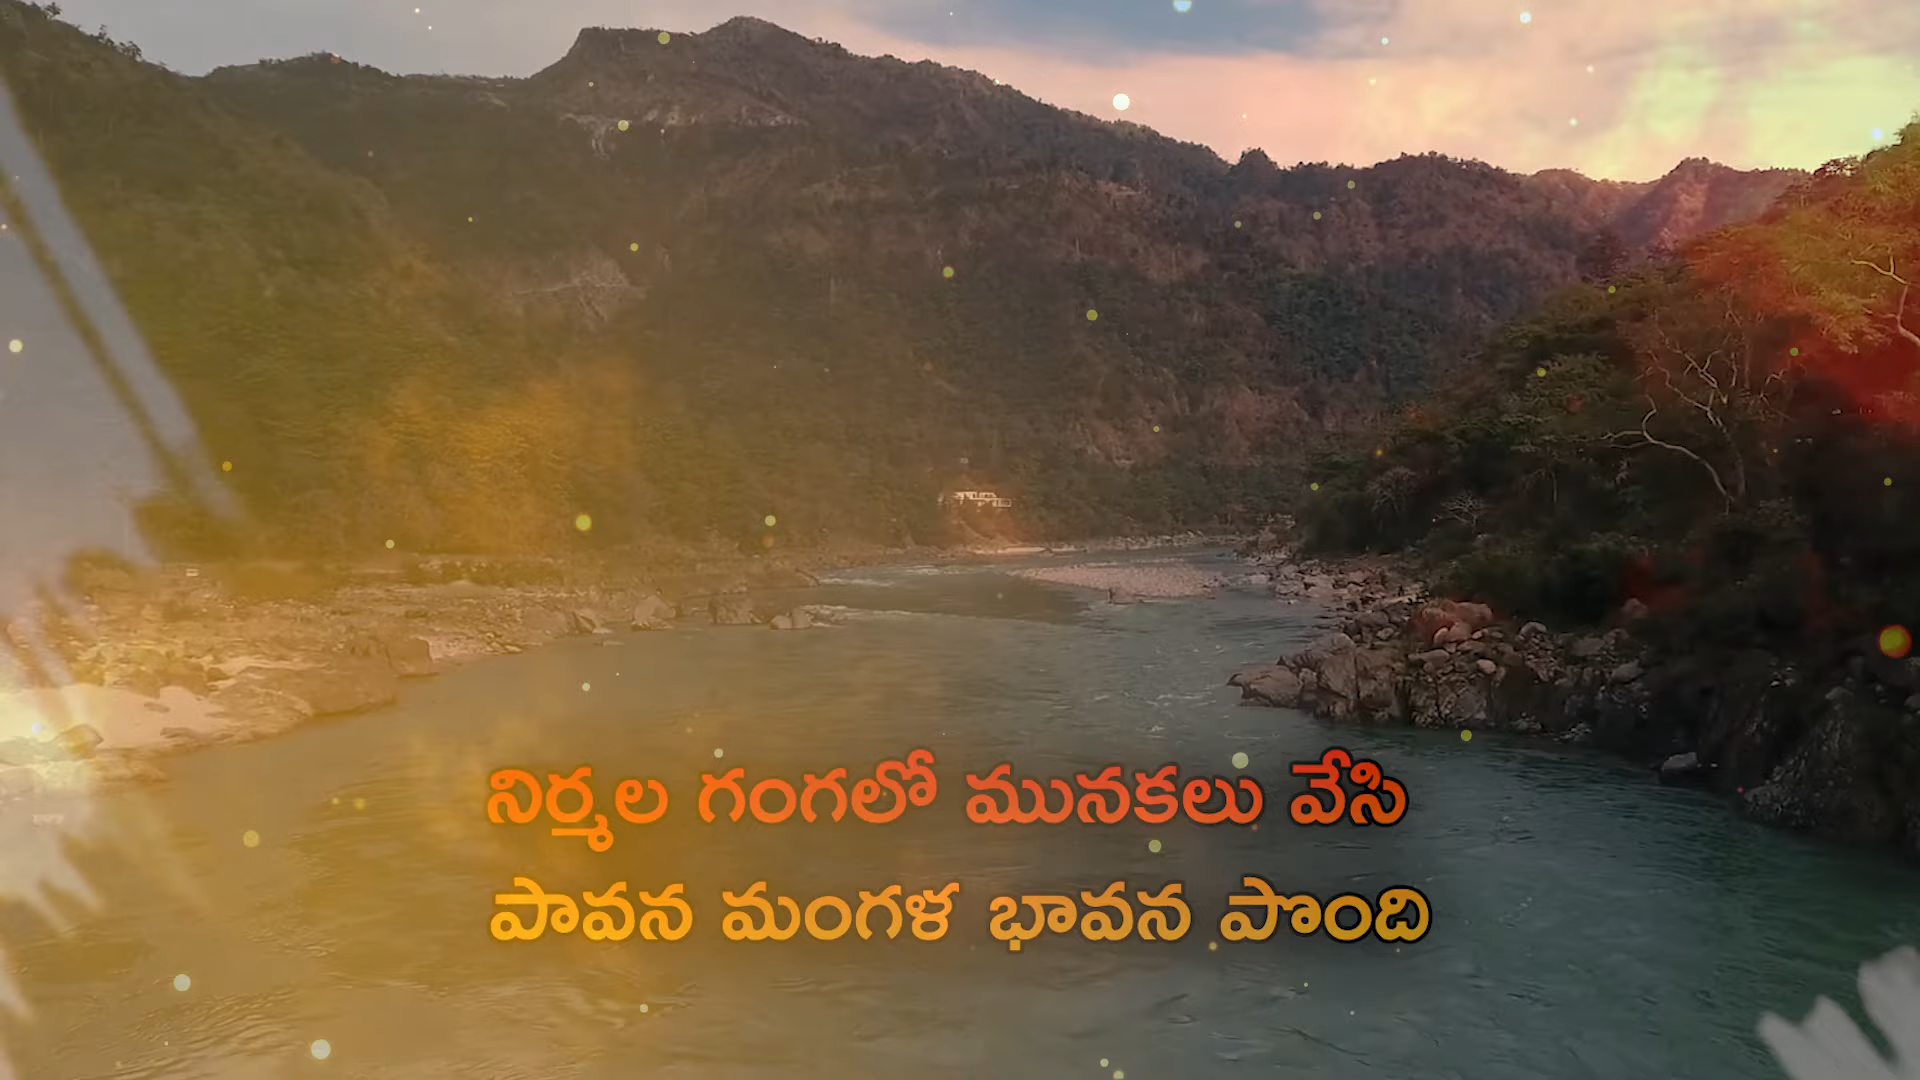 నిర్మల గంగలో మునకలు వేసి
పావన మంగళ భావన పొంది